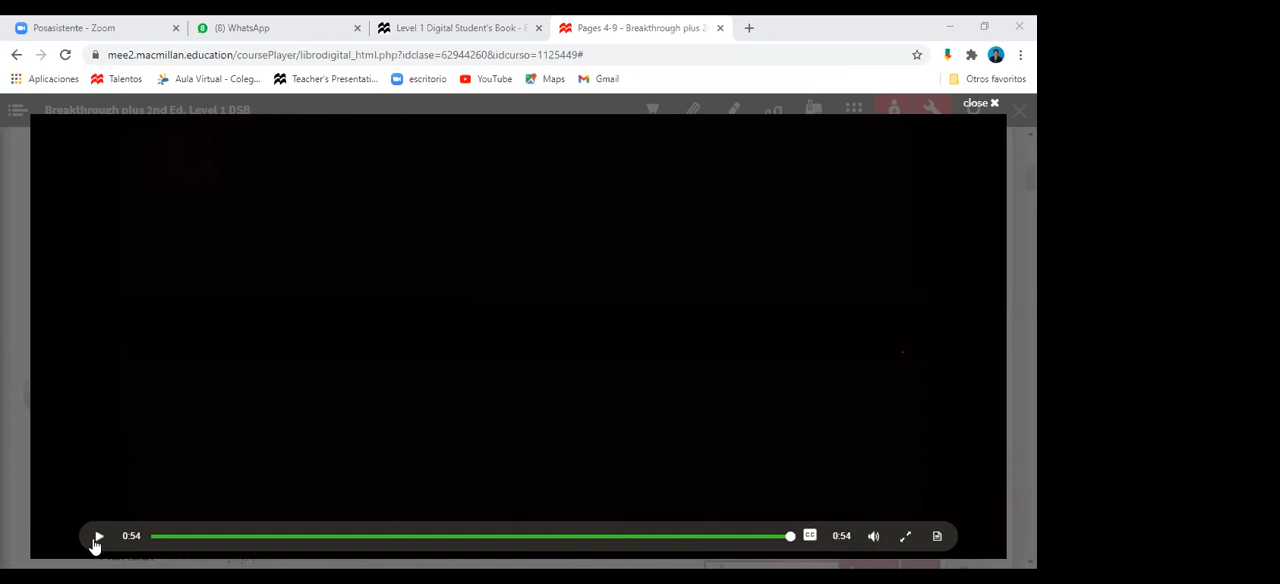 Posasistente - Zoom
(8) WhatsApp
Level 1 Digital Student's Book - E
Pages 4-9 - Breakthrough plus 2
mee2.macmillan.education/coursePlayer/librodigital_html.php?idclase=62944260&idcurso=1125449#
Aplicaciones
Talentos
Aula Virtual - Coleg...
Teacher's Presentati...
escritorio
YouTube
Maps
Gmail
Otros favoritos
Breakthrough plus 2nd Ed. Level 1 DSB
close
0:54
CC
0:54